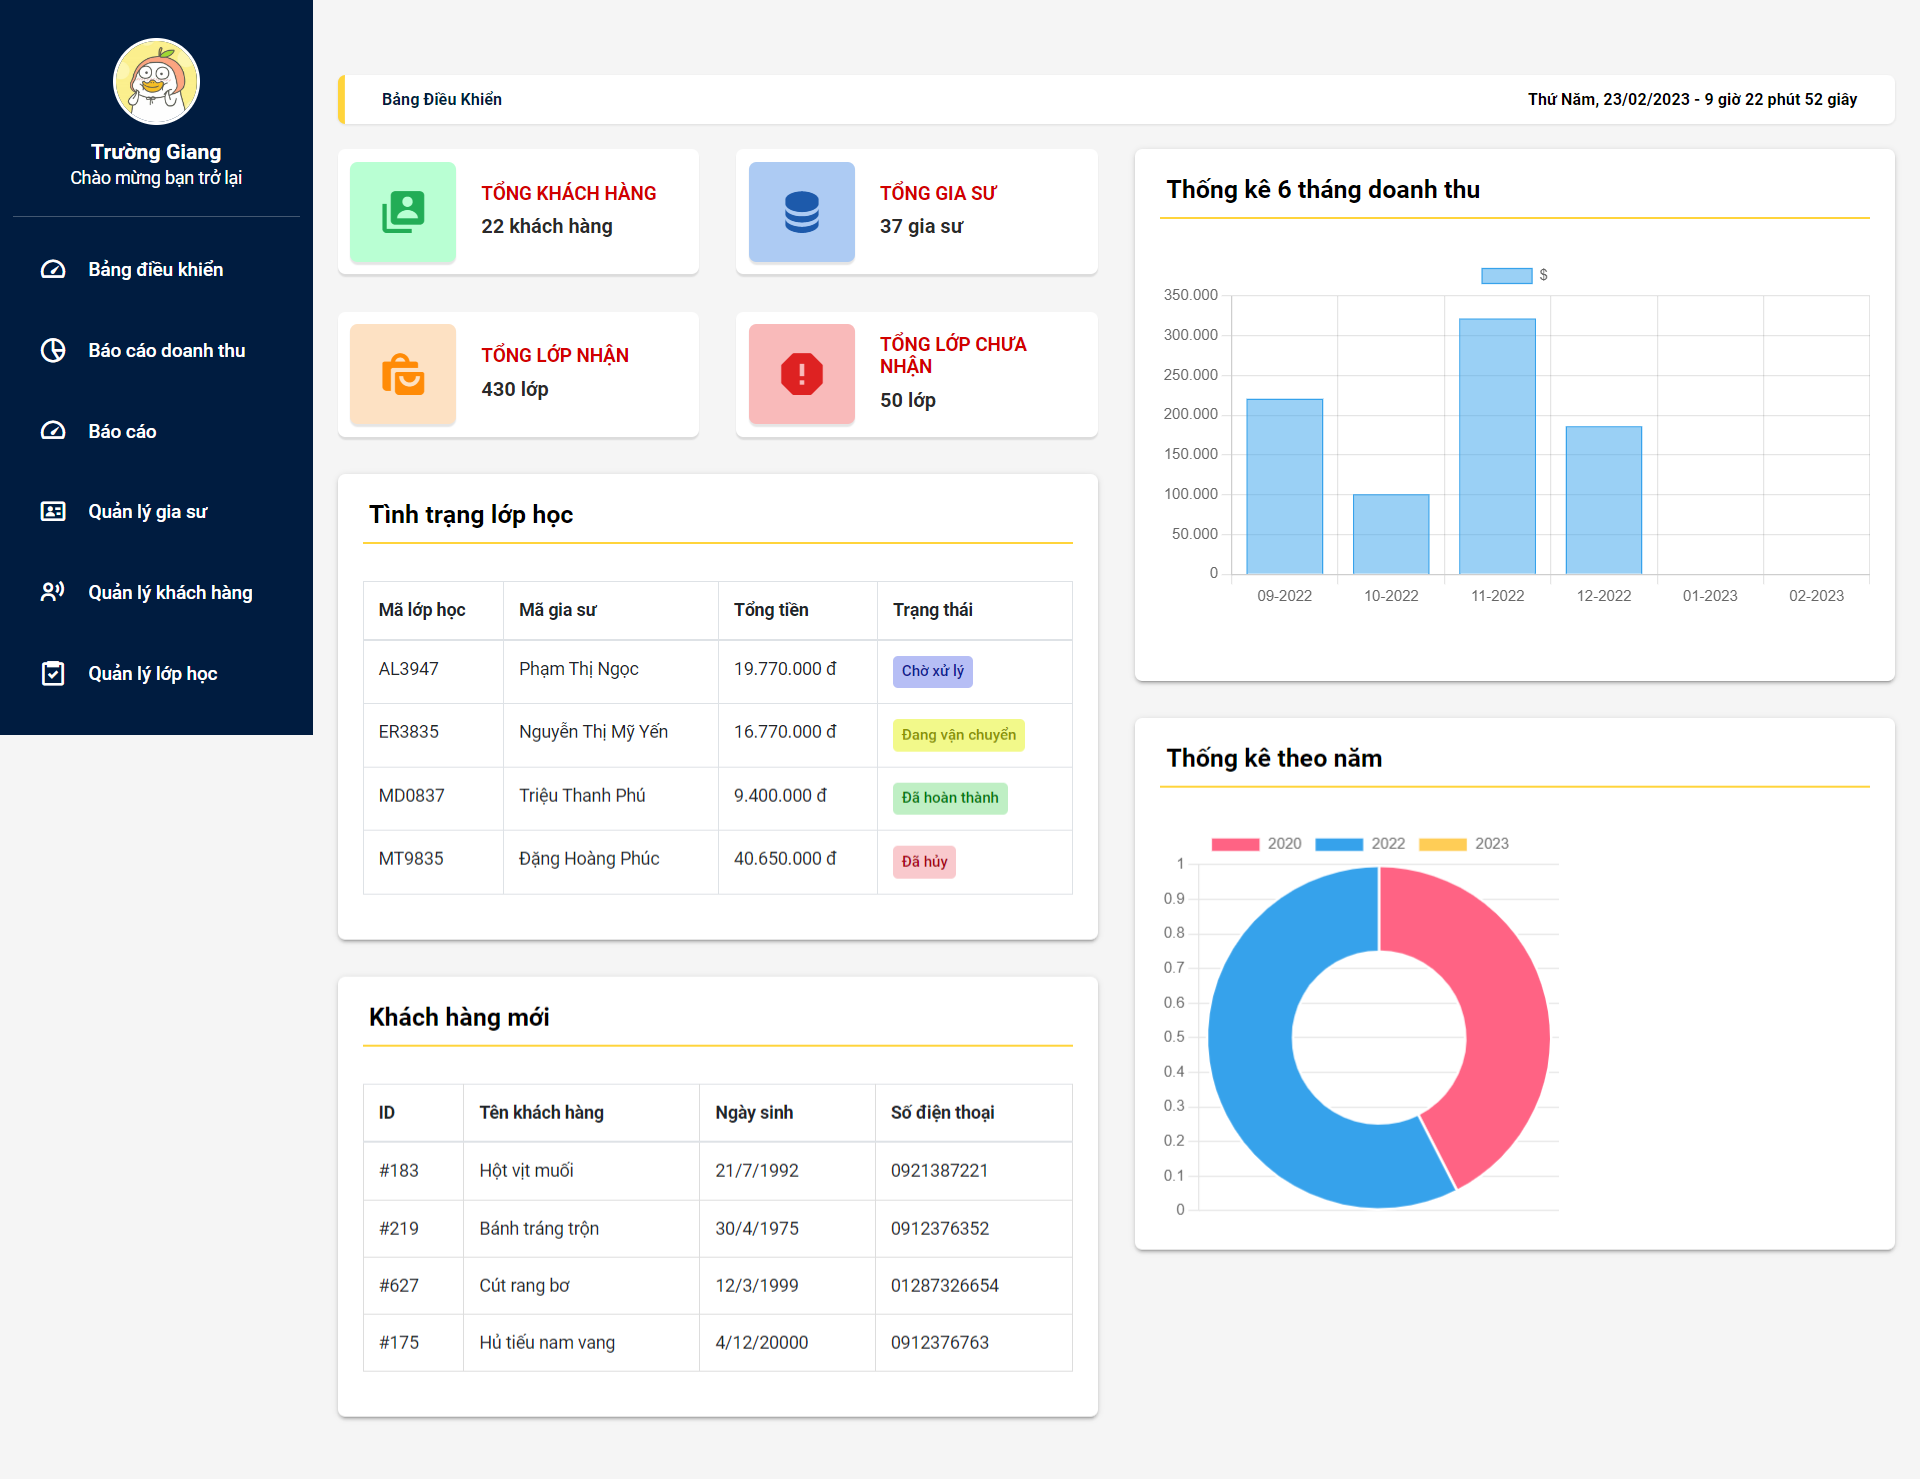 Trường Giang
Chào mừng bạn trở lại
Bảng điều khiển
Báo cáo doanh thu
Báo cáo
Quản lý gia sư
Quản lý khách hàng
Quản lý lớp học
Bảng Điều Khiển
Thứ Năm, 23/02/2023 - 9 giờ 22 phút 52 giây
TỔNG KHÁCH HÀNG
22 khách hàng
TỔNG GIA SƯ
37 gia sư
TỔNG LỚP NHẬN
430 lớp
TỔNG LỚP CHƯA
NHẬN
50 lớp
Tình trạng lớp học
Mã lớp học Mã gia sư Tổng tiền Trạng thái
AL3947 Phạm Thị Ngọc 19.770.000 đ Chờ xử lý
ER3835 Nguyễn Thị Mỹ Yến 16.770.000 đ Đang vận chuyển
MD0837 Triệu Thanh Phú 9.400.000 đ Đã hoàn thành
MT9835 Đặng Hoàng Phúc 40.650.000 đ Đã hủy
Khách hàng mới
ID Tên khách hàng Ngày sinh Số điện thoại
#183 Hột vịt muối 21/7/1992 0921387221
#219 Bánh tráng trộn 30/4/1975 0912376352
#627 Cút rang bơ 12/3/1999 01287326654
#175 Hủ tiếu nam vang 4/12/20000 0912376763
Thống kê 6 tháng doanh thu
$
350.000
300.000
250.000
200.000
150.000
100.000
50.000
0
09-2022 10-2022 11-2022 12-2022 01-2023 02-2023
Thống kê theo năm
2020 2022 2023
1
0.9
0.8
0.7
0.6
0.5
0.4
0.3
0.2
0.1
0